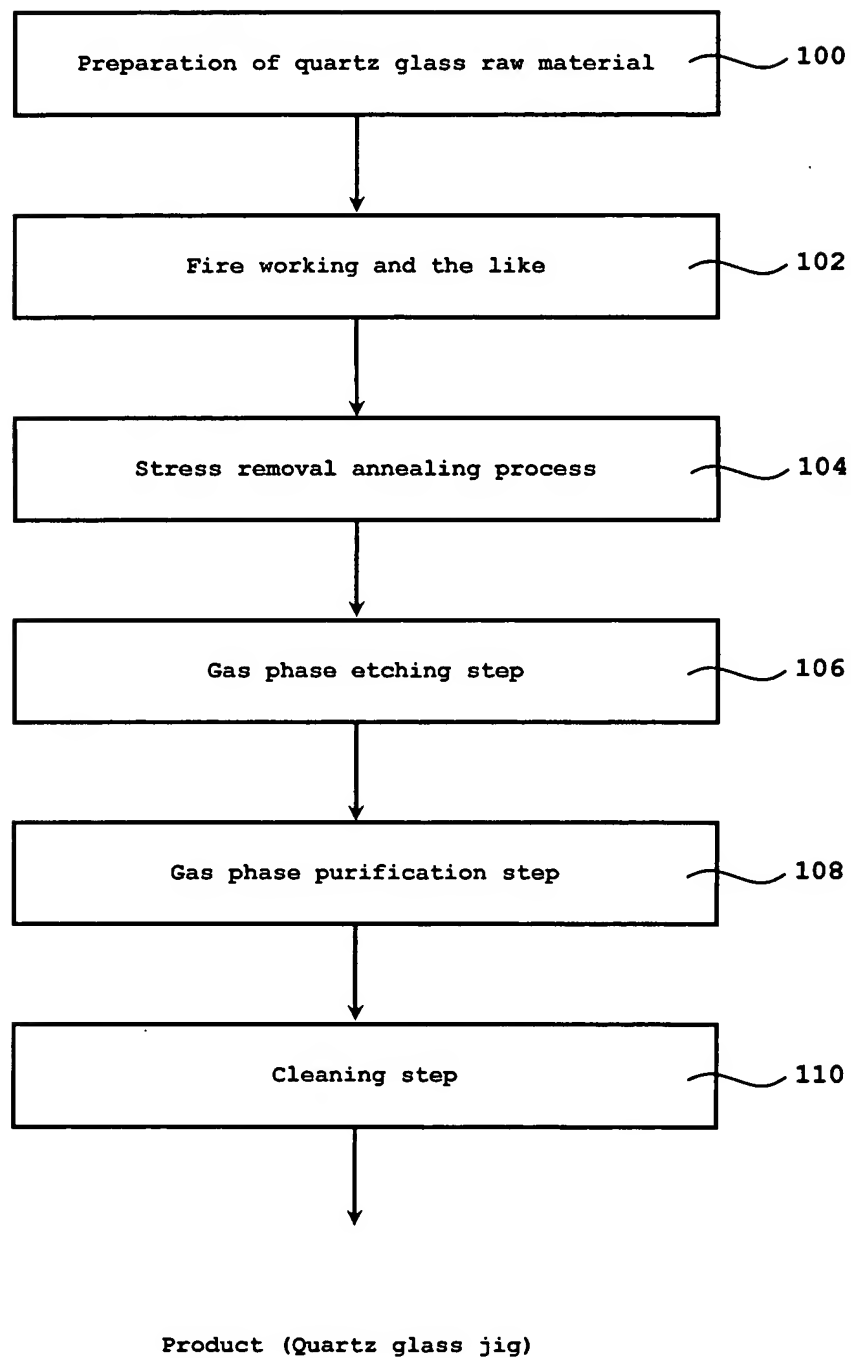 Preparation of quartz glass raw material 100
Fire working and the like 102
Stress removal annealing process 104
Gas phase etching step 106
Gas phase purification step 108
Cleaning step 110
Product (Quartz glass jig)